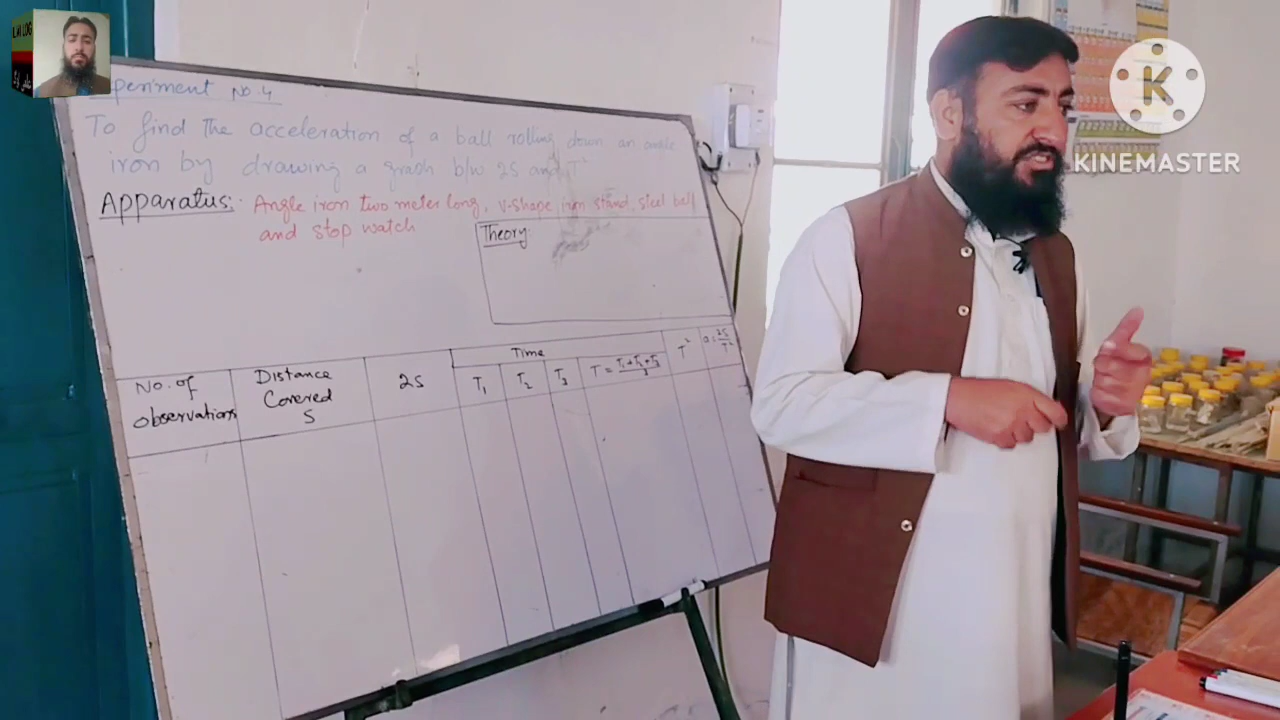 Experiment No. 4
To find the acceleration of a ball rolling down an angle
iron by drawing a graph b/w 2S and T²
Apparatus:- Angle iron two meter long, V-shape iron stand, steel ball
and stop watch
Theory:
No. of
observations
Distance
Covered
S
2S
Time
T₁
T₂
T₃
T = T₁+T₂+T₃/3
T²
a = 2S/T²
KINEMASTER
K